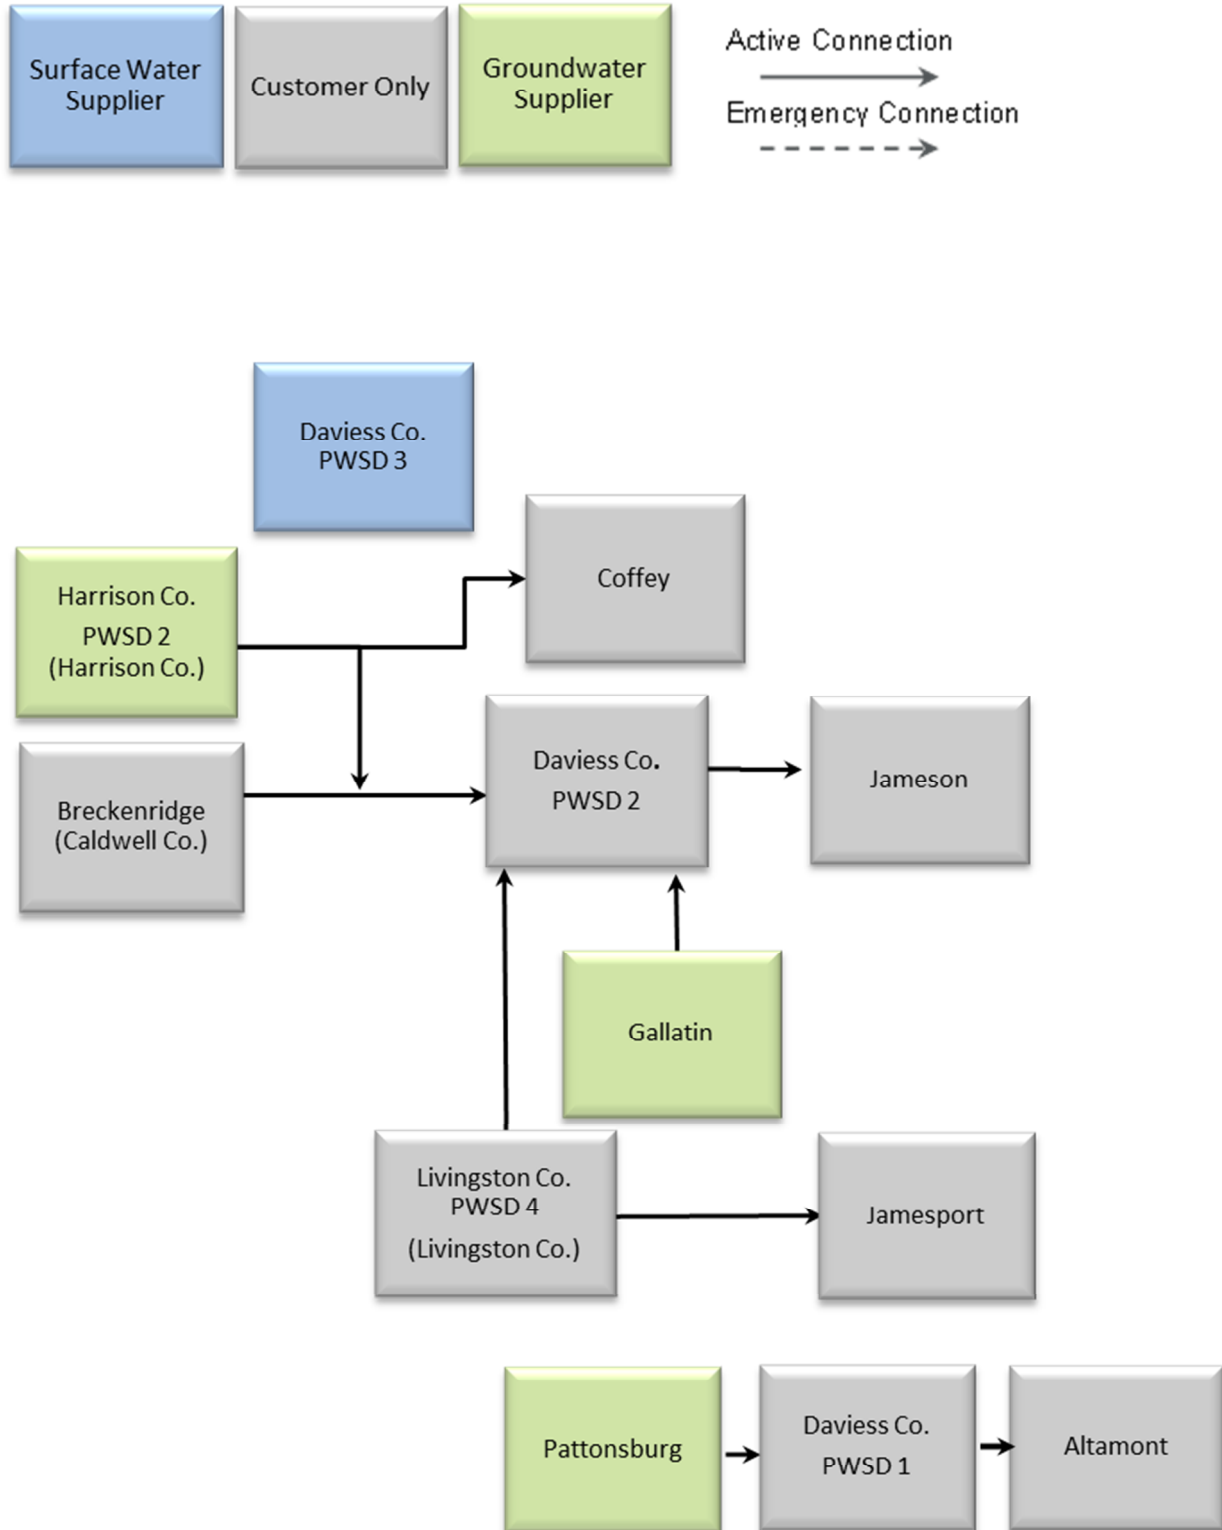 Surface Water
Supplier
Customer Only
Groundwater
Supplier
Active Connection
Emergency Connection
Daviess Co.
PWSD 3
Coffey
Harrison Co.
PWSD 2
(Harrison Co.)
Breckenridge
(Caldwell Co.)
Daviess Co.
PWSD 2
Jameson
Gallatin
Livingston Co.
PWSD 4
(Livingston Co.)
Jamesport
Pattonsburg
Daviess Co.
PWSD 1
Altamont